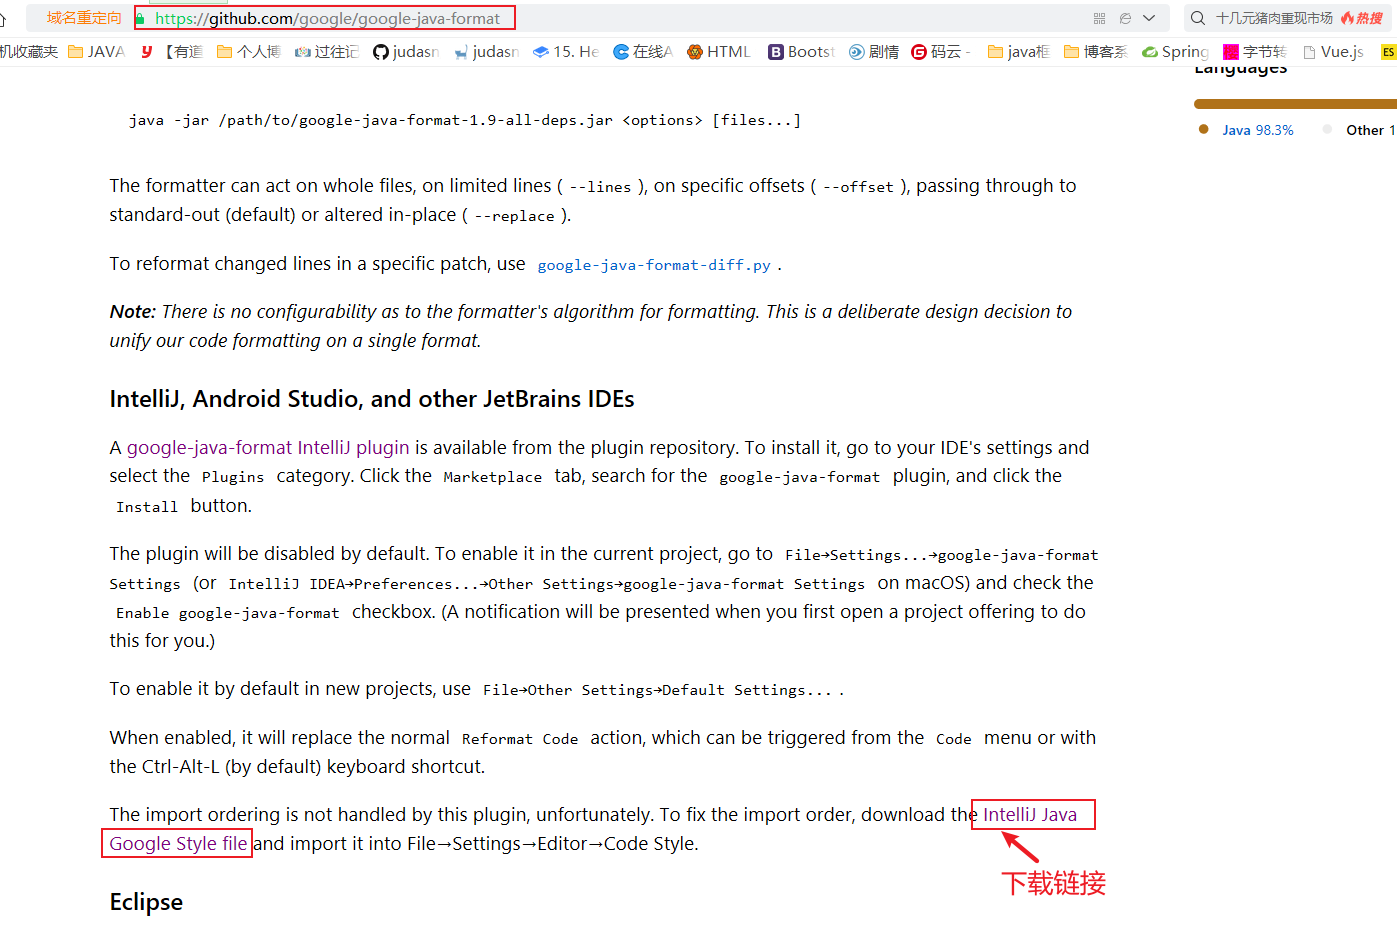 域名重定向 https://github.com/google/google-java-format 十几元猪肉重现市场 热搜
机收藏夹 JAVA 【有道 个人博 过往记 judasn judasn 15. He 在线A HTML Bootst 剧情 码云 - java框 博客系 Spring 字节转 Vue.js ES
Languages
java -jar /path/to/google-java-format-1.9-all-deps.jar <options> [files...]
Java 98.3% Other 1
The formatter can act on whole files, on limited lines ( --lines ), on specific offsets ( --offset ), passing through to
standard-out (default) or altered in-place ( --replace ).
To reformat changed lines in a specific patch, use google-java-format-diff.py .
Note: There is no configurability as to the formatter's algorithm for formatting. This is a deliberate design decision to
unify our code formatting on a single format.
IntelliJ, Android Studio, and other JetBrains IDEs
A google-java-format IntelliJ plugin is available from the plugin repository. To install it, go to your IDE's settings and
select the Plugins category. Click the Marketplace tab, search for the google-java-format plugin, and click the
Install button.
The plugin will be disabled by default. To enable it in the current project, go to File→Settings...→google-java-format
Settings (or IntelliJ IDEA→Preferences...→Other Settings→google-java-format Settings on macOS) and check the
Enable google-java-format checkbox. (A notification will be presented when you first open a project offering to do
this for you.)
To enable it by default in new projects, use File→Other Settings→Default Settings... .
When enabled, it will replace the normal Reformat Code action, which can be triggered from the Code menu or with
the Ctrl-Alt-L (by default) keyboard shortcut.
The import ordering is not handled by this plugin, unfortunately. To fix the import order, download the IntelliJ Java
Google Style file and import it into File→Settings→Editor→Code Style.
下载链接
Eclipse